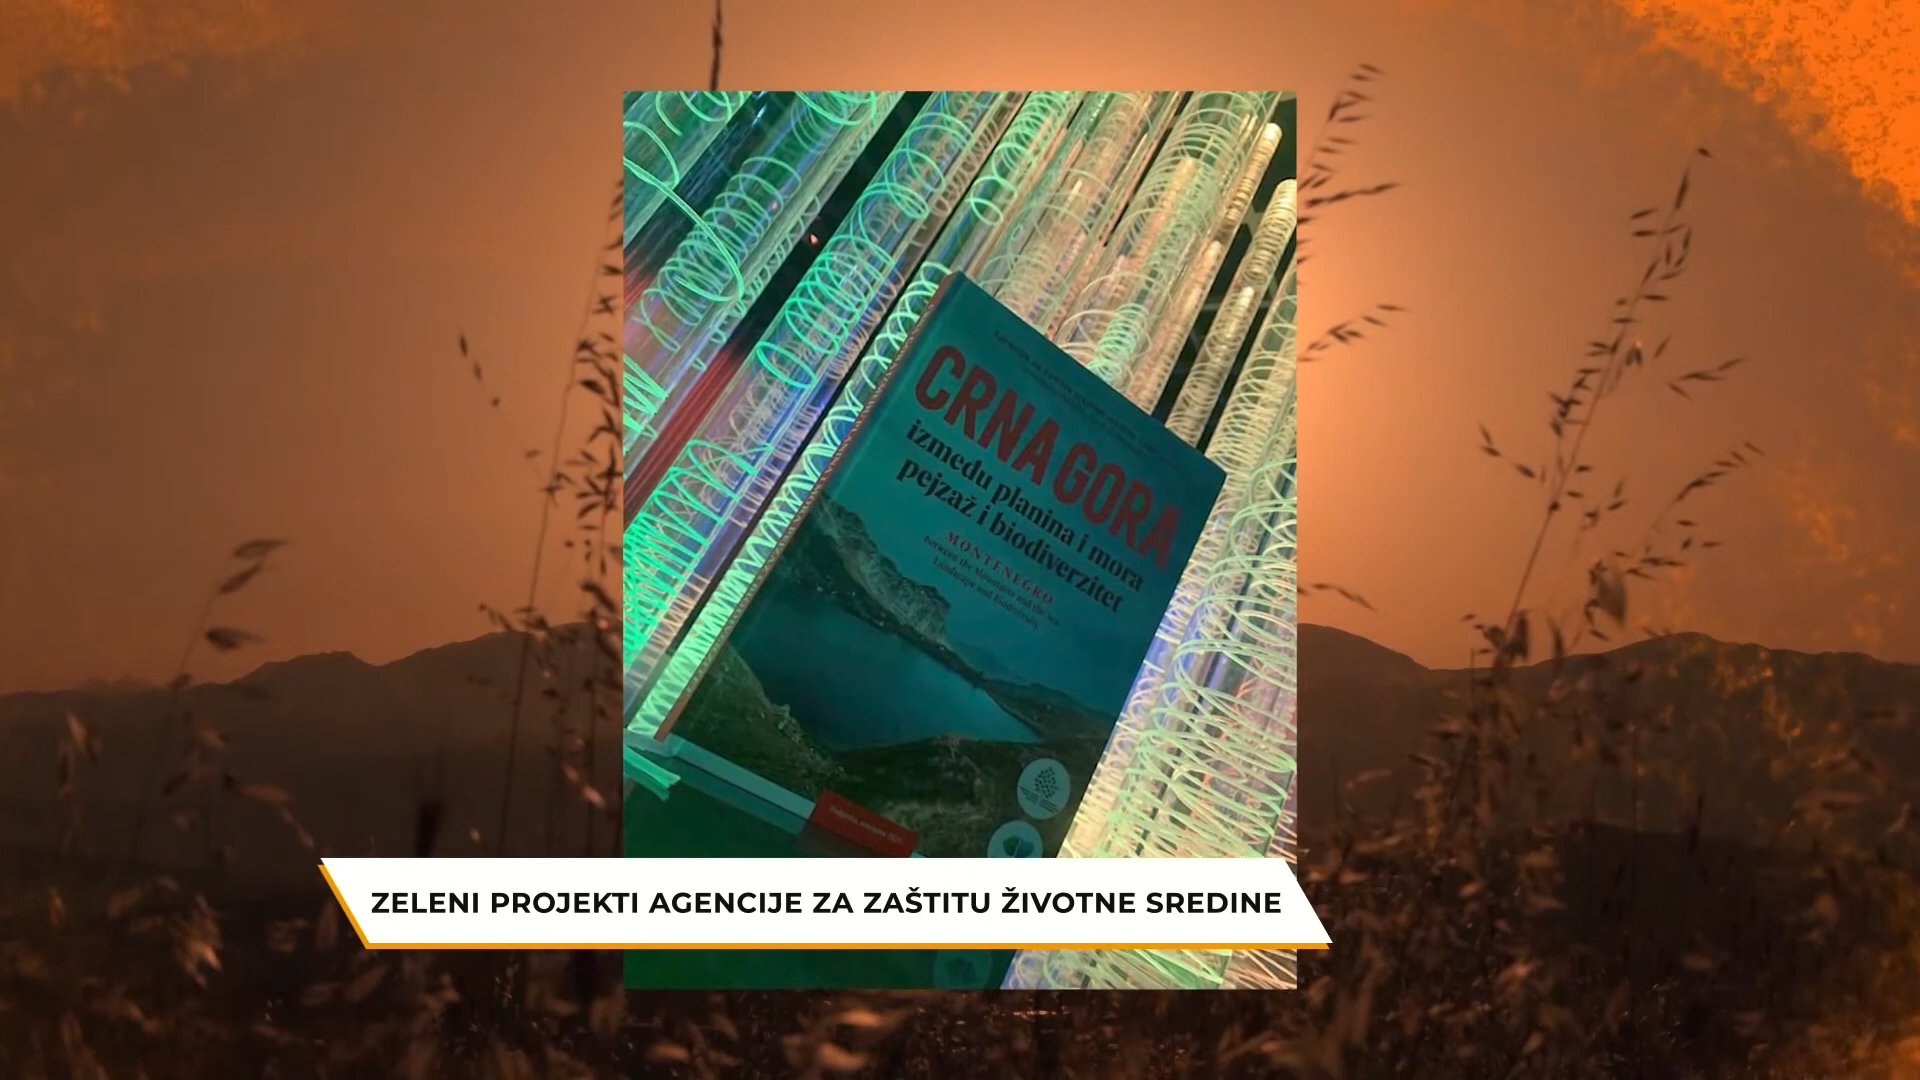 CRNA GORA
između planina i mora
pejzaž i biodiverzitet
MONTENEGRO
between the Mountains and the Sea
Landscape and Biodiversity
ZELENI PROJEKTI AGENCIJE ZA ZAŠTITU ŽIVOTNE SREDINE